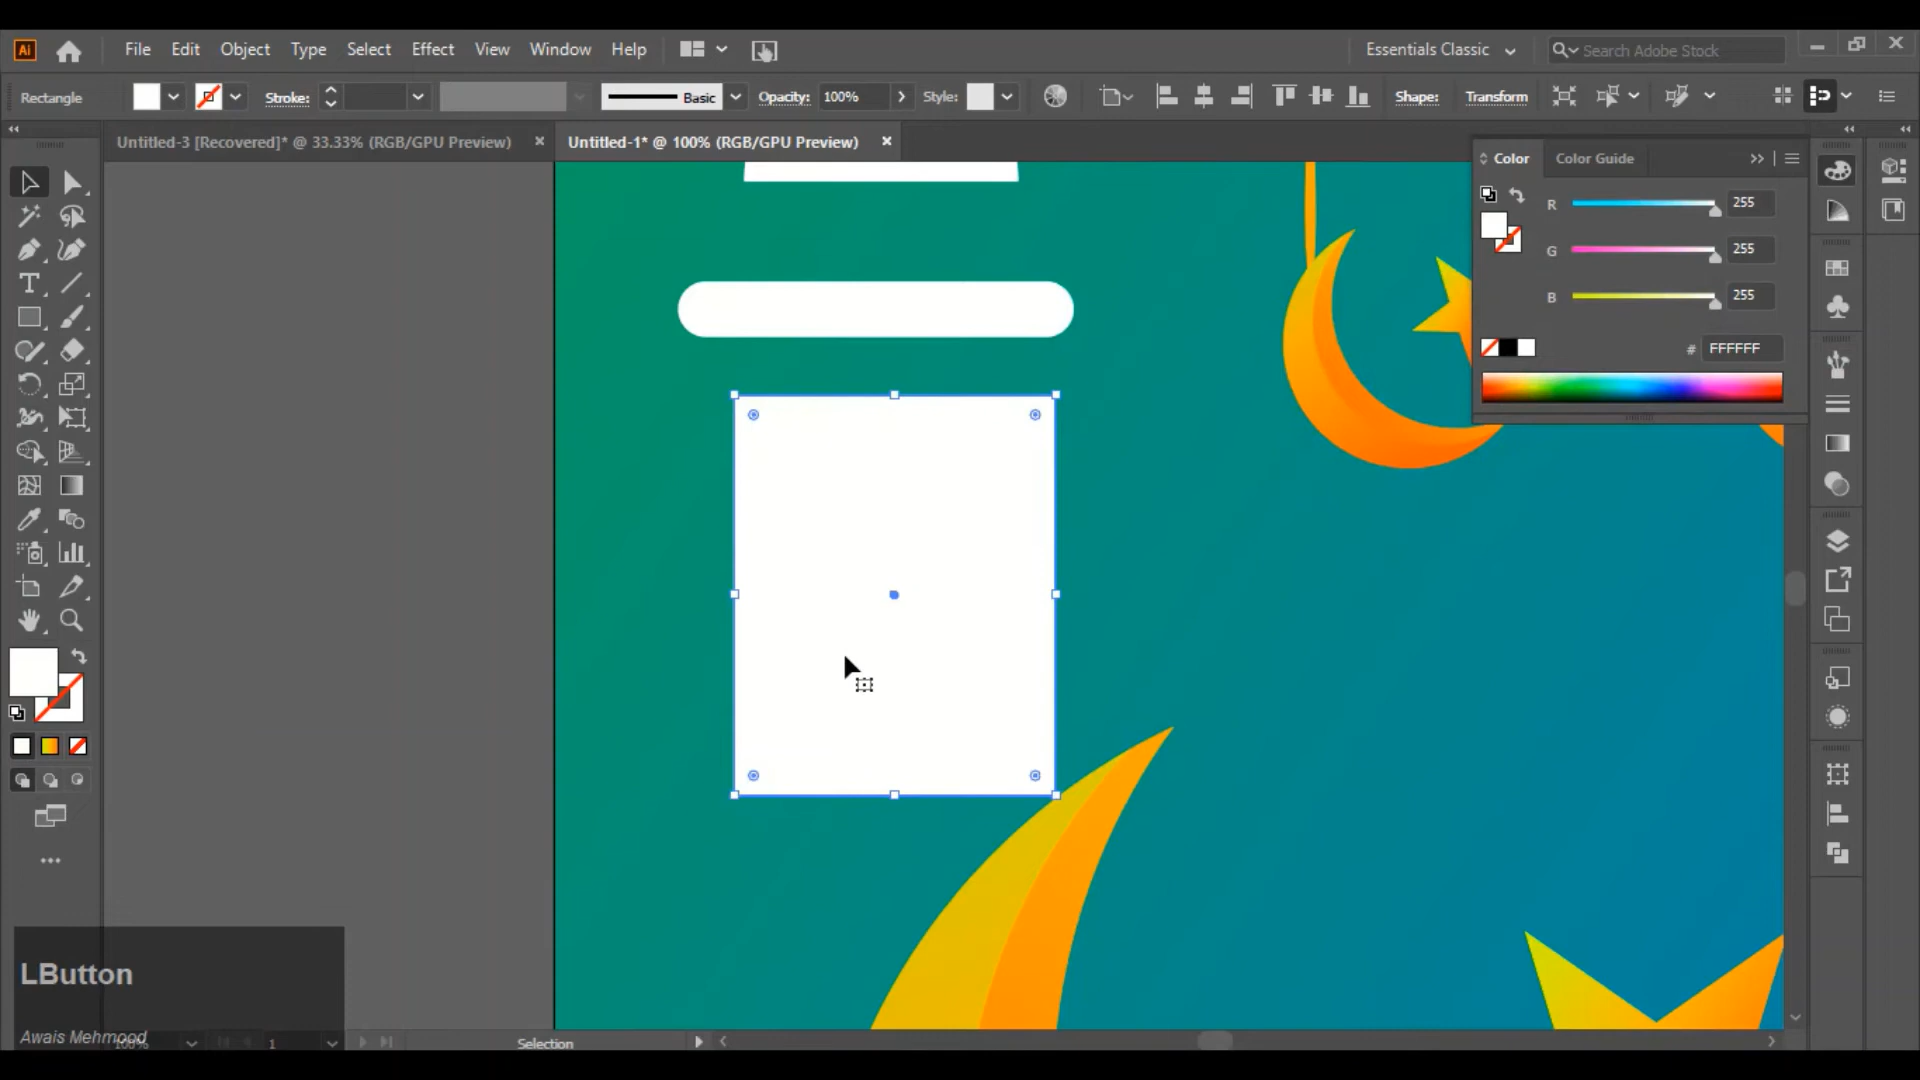 Ai File Edit Object Type Select Effect View Window Help Essentials Classic Search Adobe Stock
Rectangle Stroke: Basic Opacity: 100% Style: Shape: Transform
Untitled-3 [Recovered]* @ 33.33% (RGB/GPU Preview) Untitled-1* @ 100% (RGB/GPU Preview)
Color Color Guide
R 255
G 255
B 255
# FFFFFF
LButton
Awais Mehmood
100% 1 Selection